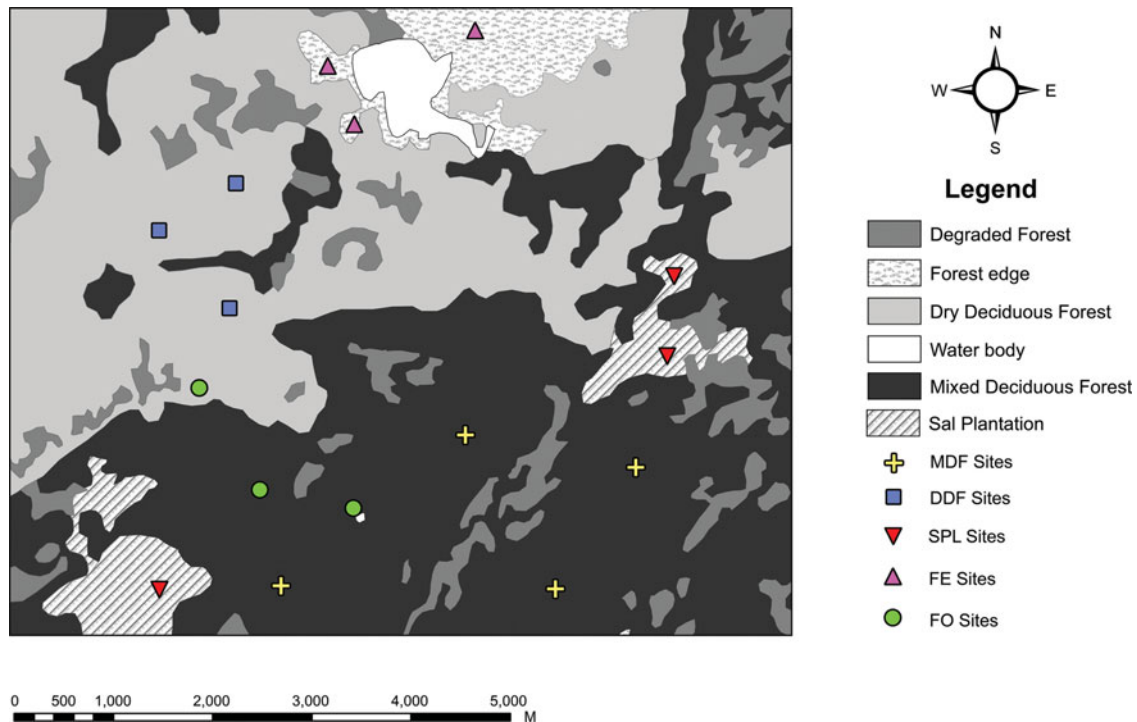 N
W E
S
Legend
Degraded Forest
Forest edge
Dry Deciduous Forest
Water body
Mixed Deciduous Forest
Sal Plantation
MDF Sites
DDF Sites
SPL Sites
FE Sites
FO Sites
0 500 1,000 2,000 3,000 4,000 5,000
M